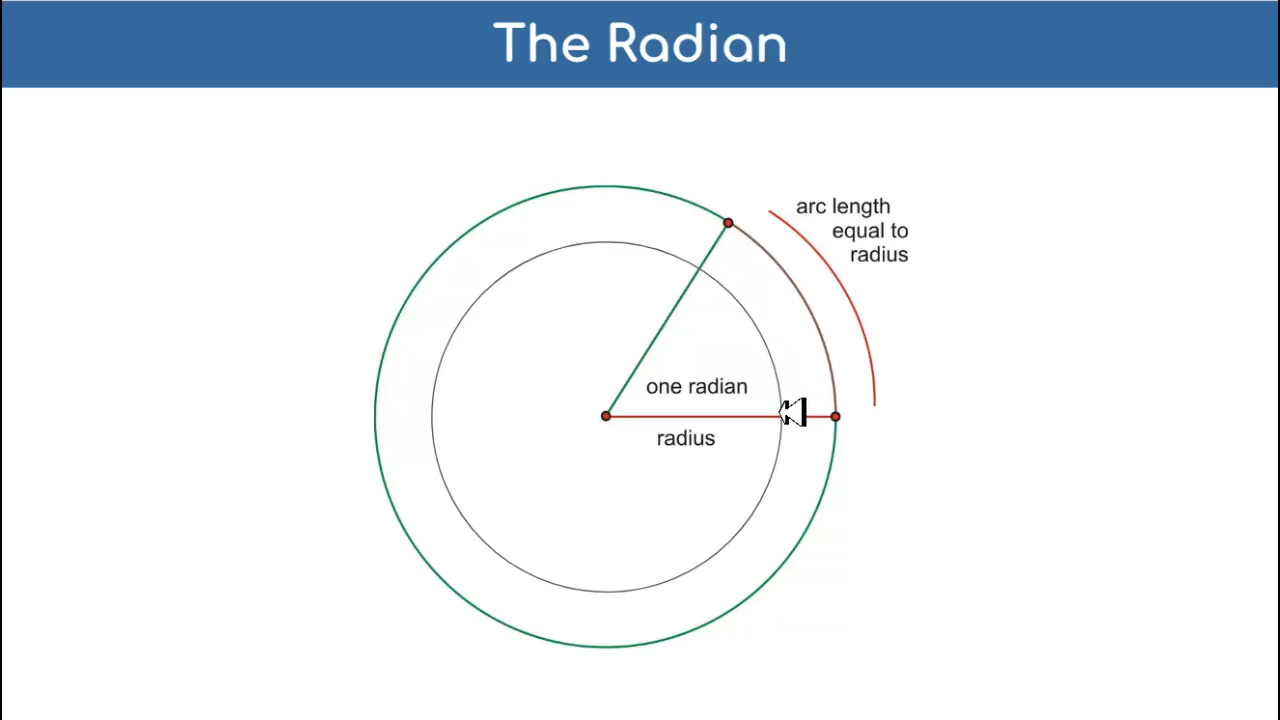 The Radian
arc length
equal to
radius
one radian
radius